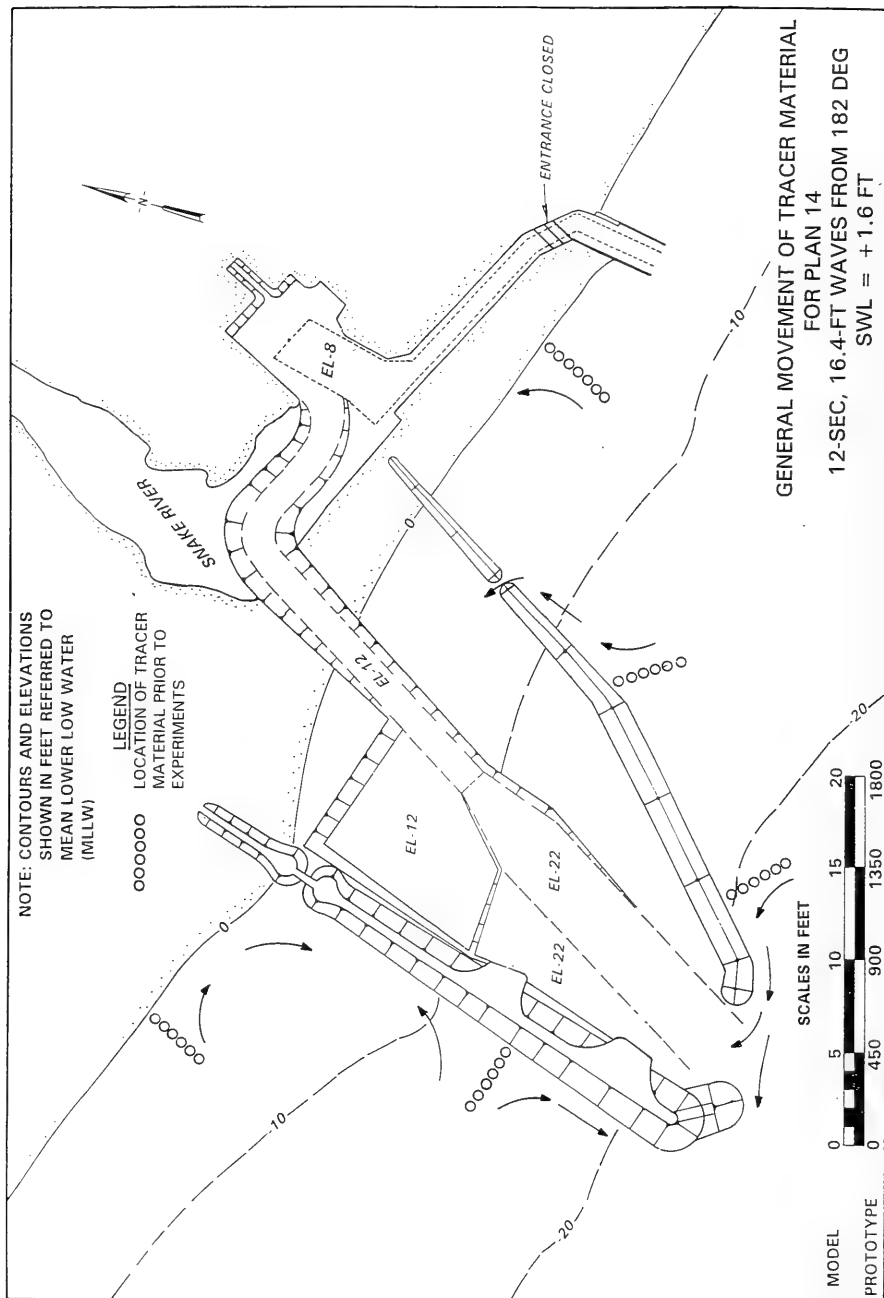 NOTE: CONTOURS AND ELEVATIONS
SHOWN IN FEET REFERRED TO
MEAN LOWER LOW WATER
(MLLW)
LEGEND
LOCATION OF TRACER
MATERIAL PRIOR TO
EXPERIMENTS
SNAKE RIVER
N
EL-8
ENTRANCE CLOSED
0
0
EL-12
EL-12
EL-22
EL-22
-10
-10
-20
-20
GENERAL MOVEMENT OF TRACER MATERIAL
FOR PLAN 14
12-SEC, 16.4-FT WAVES FROM 182 DEG
SWL = +1.6 FT
SCALES IN FEET
MODEL 0 5 10 15 20
PROTOTYPE 0 450 900 1350 1800